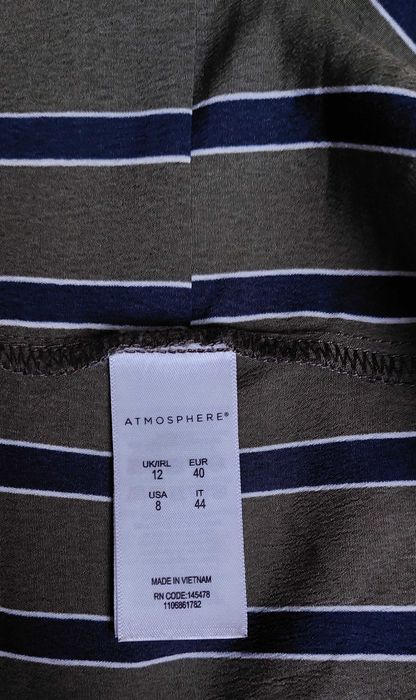 ATMOSPHERE®
UK/IRL EUR
12 40
USA IT
8 44
MADE IN VIETNAM
RN CODE:145478
1106861782